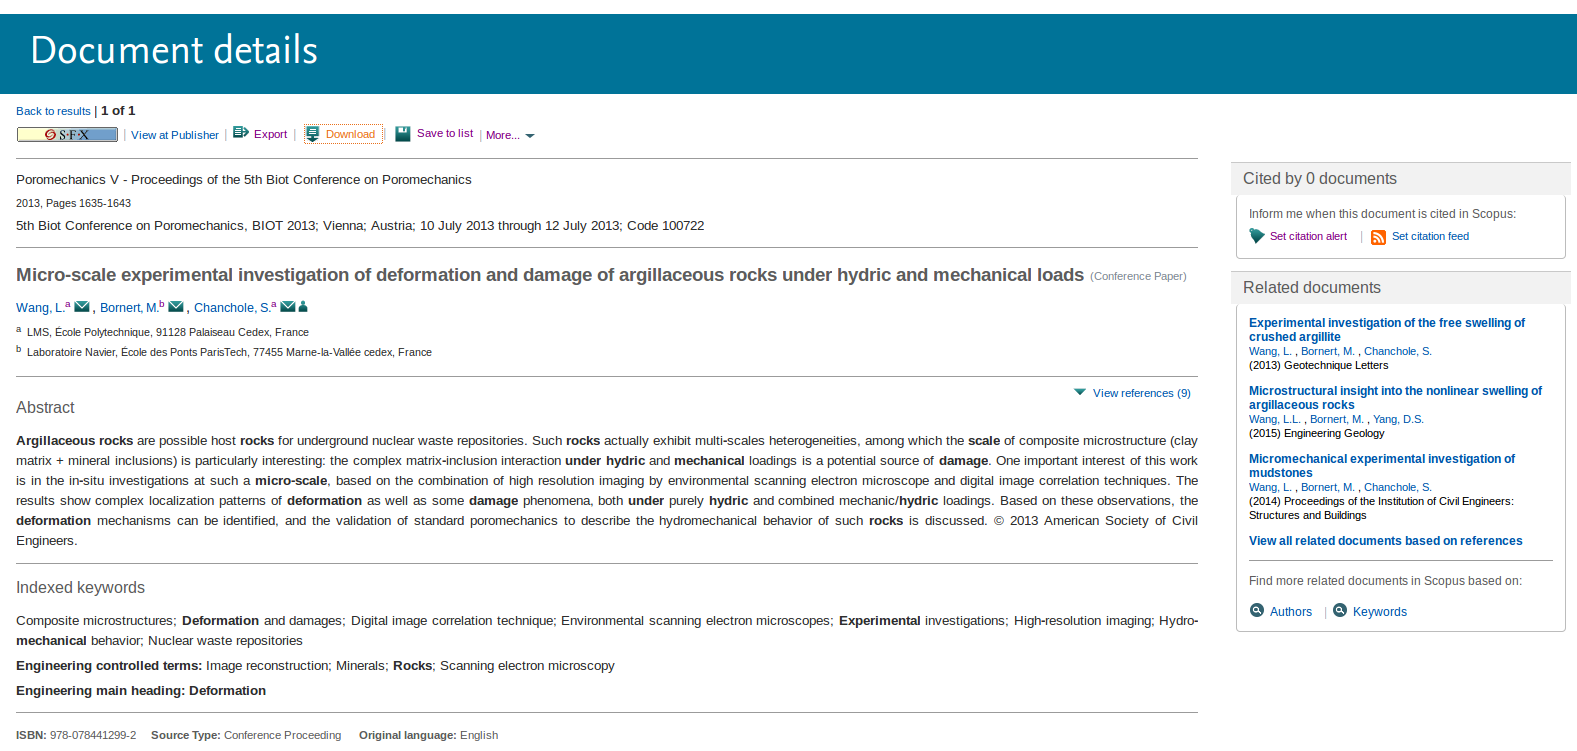 Document details
Back to results | 1 of 1
S·F·X | View at Publisher | Export | Download | Save to list | More...
Poromechanics V - Proceedings of the 5th Biot Conference on Poromechanics
2013, Pages 1635-1643
5th Biot Conference on Poromechanics, BIOT 2013; Vienna; Austria; 10 July 2013 through 12 July 2013; Code 100722
Micro-scale experimental investigation of deformation and damage of argillaceous rocks under hydric and mechanical loads (Conference Paper)
Wang, L.a , Bornert, M.b , Chanchole, S.a
a LMS, École Polytechnique, 91128 Palaiseau Cedex, France
b Laboratoire Navier, École des Ponts ParisTech, 77455 Marne-la-Vallée cedex, France
View references (9)
Abstract
Argillaceous rocks are possible host rocks for underground nuclear waste repositories. Such rocks actually exhibit multi-scales heterogeneities, among which the scale of composite microstructure (clay
matrix + mineral inclusions) is particularly interesting: the complex matrix-inclusion interaction under hydric and mechanical loadings is a potential source of damage. One important interest of this work
is in the in-situ investigations at such a micro-scale, based on the combination of high resolution imaging by environmental scanning electron microscope and digital image correlation techniques. The
results show complex localization patterns of deformation as well as some damage phenomena, both under purely hydric and combined mechanic/hydric loadings. Based on these observations, the
deformation mechanisms can be identified, and the validation of standard poromechanics to describe the hydromechanical behavior of such rocks is discussed. © 2013 American Society of Civil
Engineers.
Indexed keywords
Composite microstructures; Deformation and damages; Digital image correlation technique; Environmental scanning electron microscopes; Experimental investigations; High-resolution imaging; Hydro-
mechanical behavior; Nuclear waste repositories
Engineering controlled terms: Image reconstruction; Minerals; Rocks; Scanning electron microscopy
Engineering main heading: Deformation
ISBN: 978-078441299-2 Source Type: Conference Proceeding Original language: English
Cited by 0 documents
Inform me when this document is cited in Scopus:
Set citation alert | Set citation feed
Related documents
Experimental investigation of the free swelling of
crushed argillite
Wang, L. , Bornert, M. , Chanchole, S.
(2013) Geotechnique Letters
Microstructural insight into the nonlinear swelling of
argillaceous rocks
Wang, L.L. , Bornert, M. , Yang, D.S.
(2015) Engineering Geology
Micromechanical experimental investigation of
mudstones
Wang, L. , Bornert, M. , Chanchole, S.
(2014) Proceedings of the Institution of Civil Engineers:
Structures and Buildings
View all related documents based on references
Find more related documents in Scopus based on:
Authors | Keywords